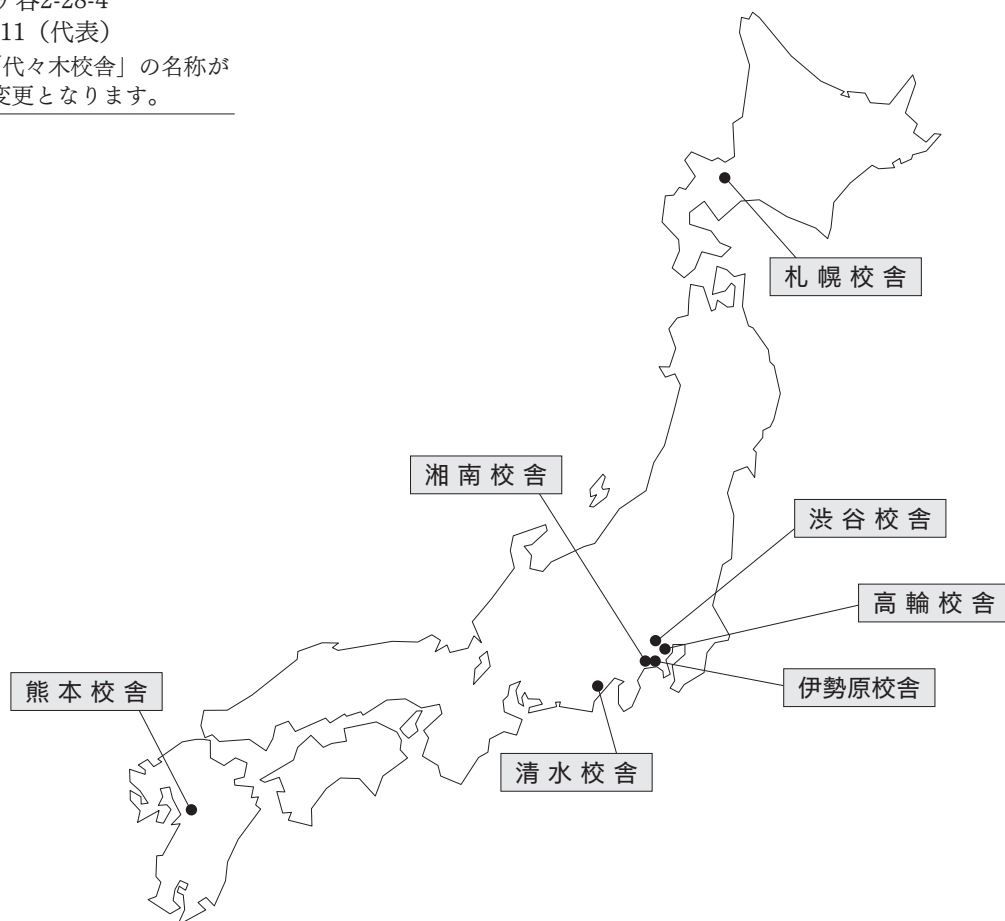 ヶ谷2-28-4
11（代表）
「代々木校舎」の名称が
変更となります。
札幌校舎
湘南校舎
渋谷校舎
高輪校舎
熊本校舎
伊勢原校舎
清水校舎